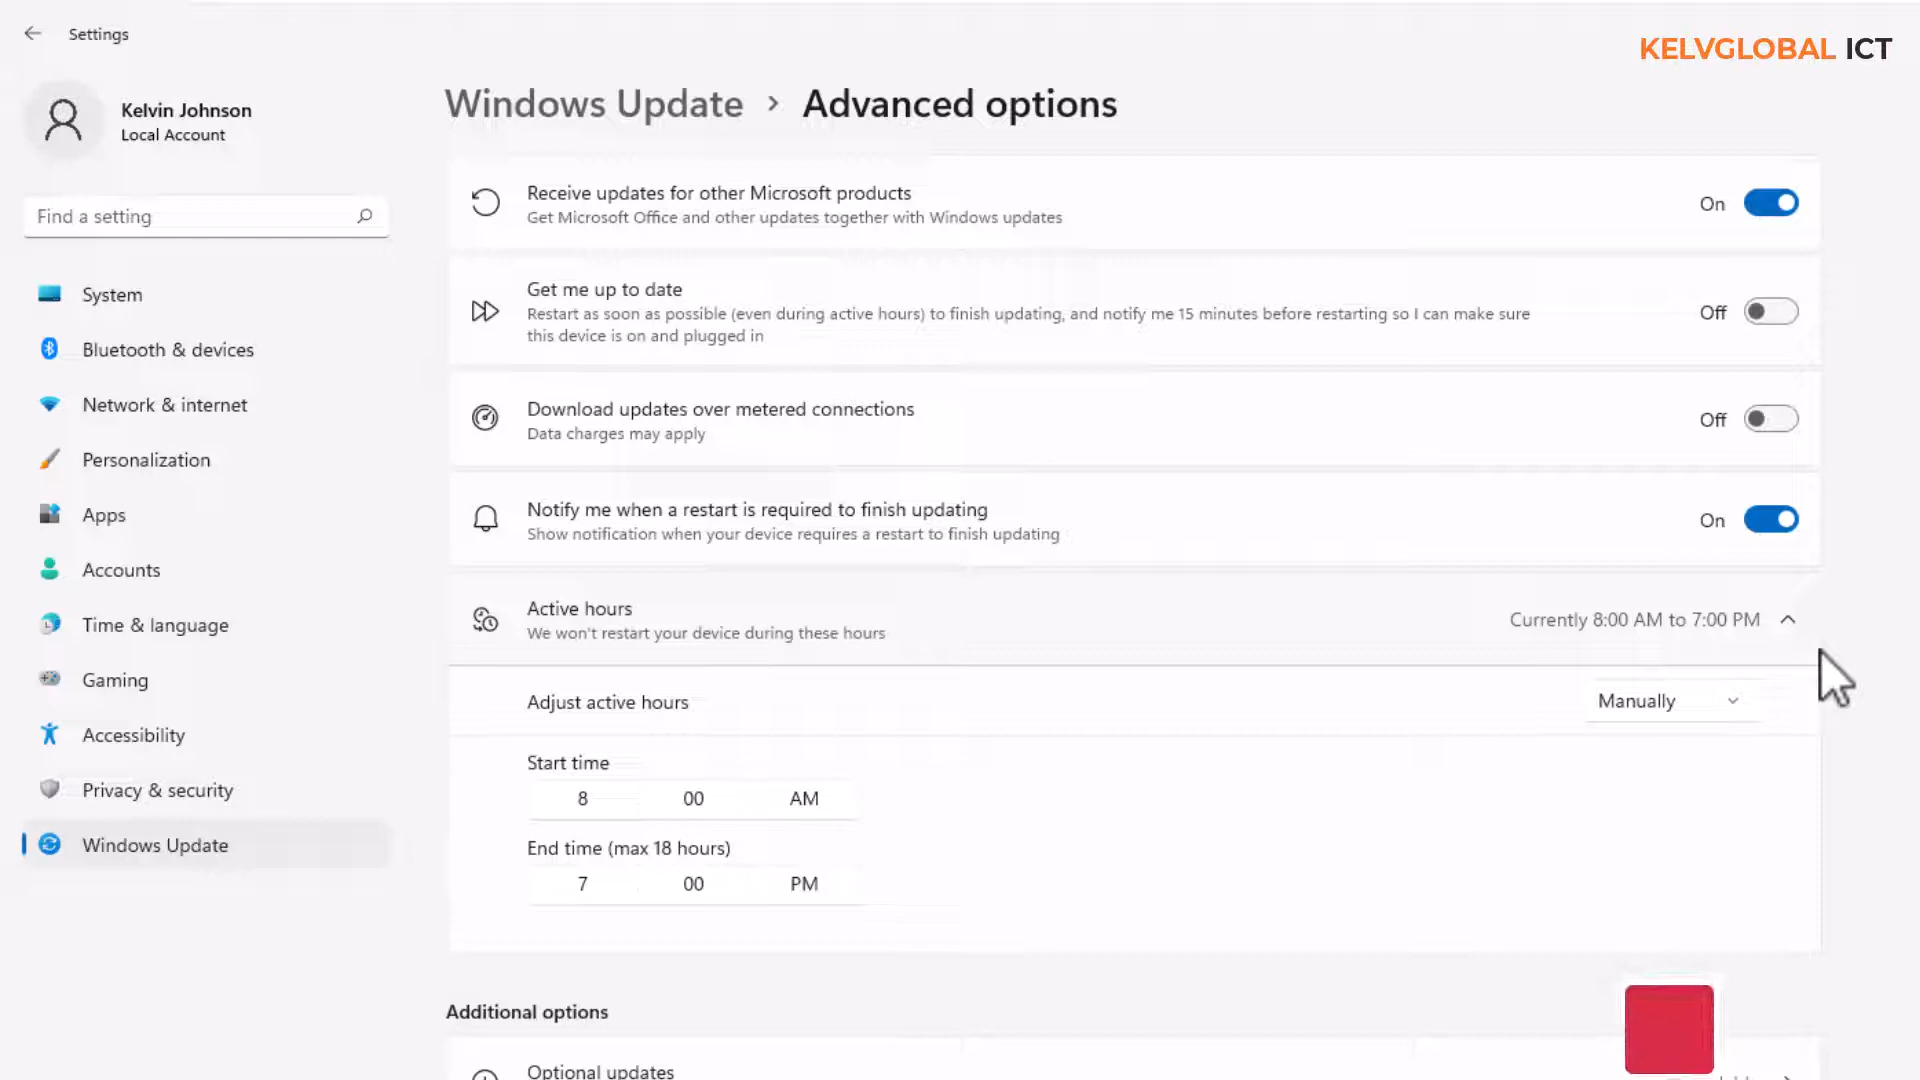 Settings
KELVGLOBAL ICT
Kelvin Johnson
Local Account
Find a setting
System
Bluetooth & devices
Network & internet
Personalization
Apps
Accounts
Time & language
Gaming
Accessibility
Privacy & security
Windows Update
Windows Update > Advanced options
Receive updates for other Microsoft products
Get Microsoft Office and other updates together with Windows updates
On
Get me up to date
Restart as soon as possible (even during active hours) to finish updating, and notify me 15 minutes before restarting so I can make sure
this device is on and plugged in
Off
Download updates over metered connections
Data charges may apply
Off
Notify me when a restart is required to finish updating
Show notification when your device requires a restart to finish updating
On
Active hours
We won't restart your device during these hours
Currently 8:00 AM to 7:00 PM
Adjust active hours
Manually
Start time
8 00 AM
End time (max 18 hours)
7 00 PM
Additional options
Optional updates